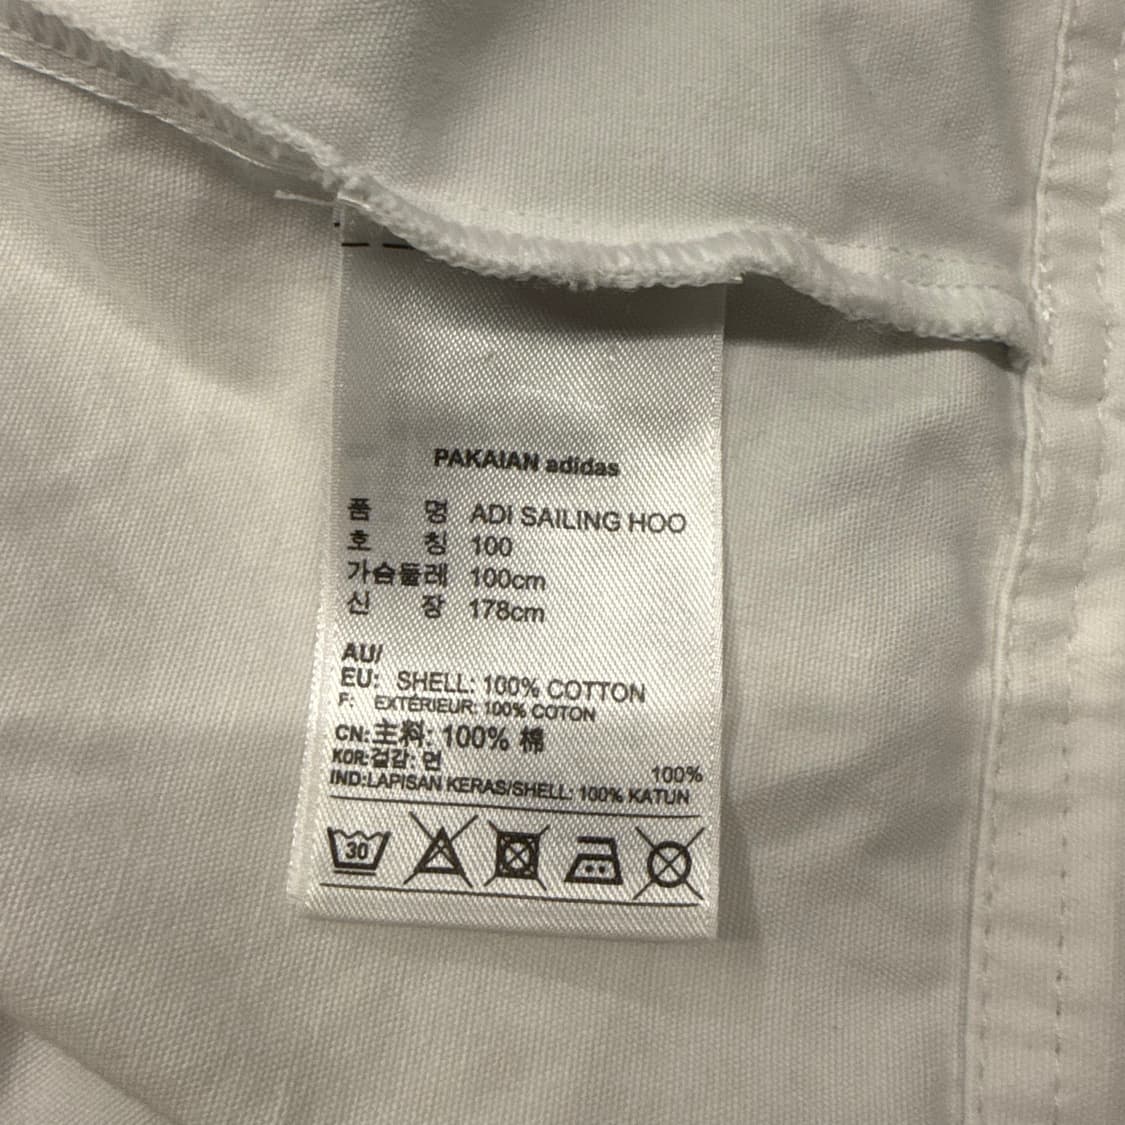 PAKAIAN adidas
품 명 ADI SAILING HOO
호 칭 100
가슴둘레 100cm
신 장 178cm
AU/
EU: SHELL: 100% COTTON
F: EXTÉRIEUR: 100% COTON
CN:主料: 100% 棉
KOR:겉감: 면 100%
IND:LAPISAN KERAS/SHELL: 100% KATUN
30